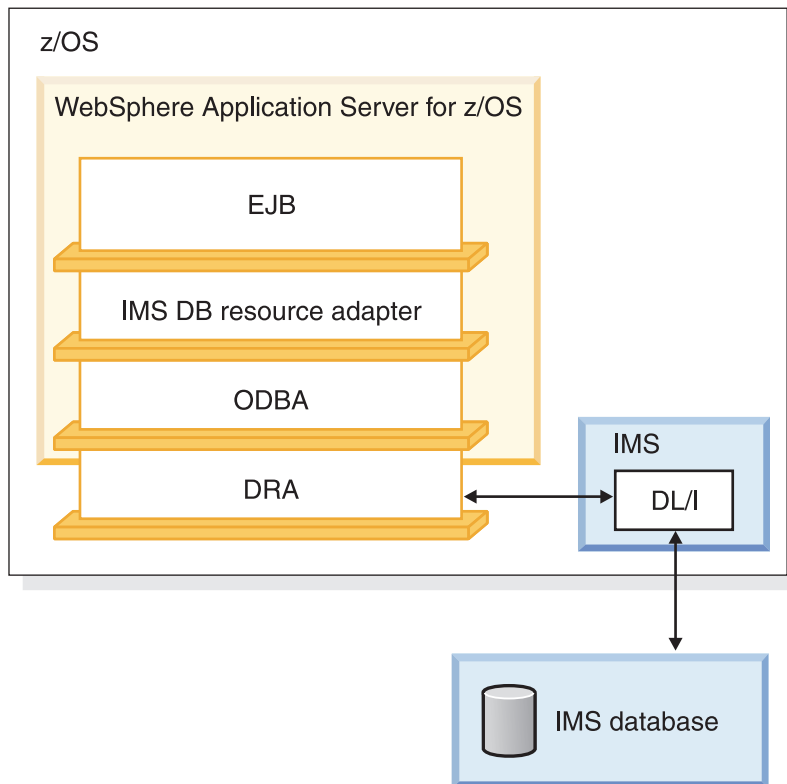 z/OS
WebSphere Application Server for z/OS
EJB
IMS DB resource adapter
ODBA
DRA
IMS
DL/I
IMS database